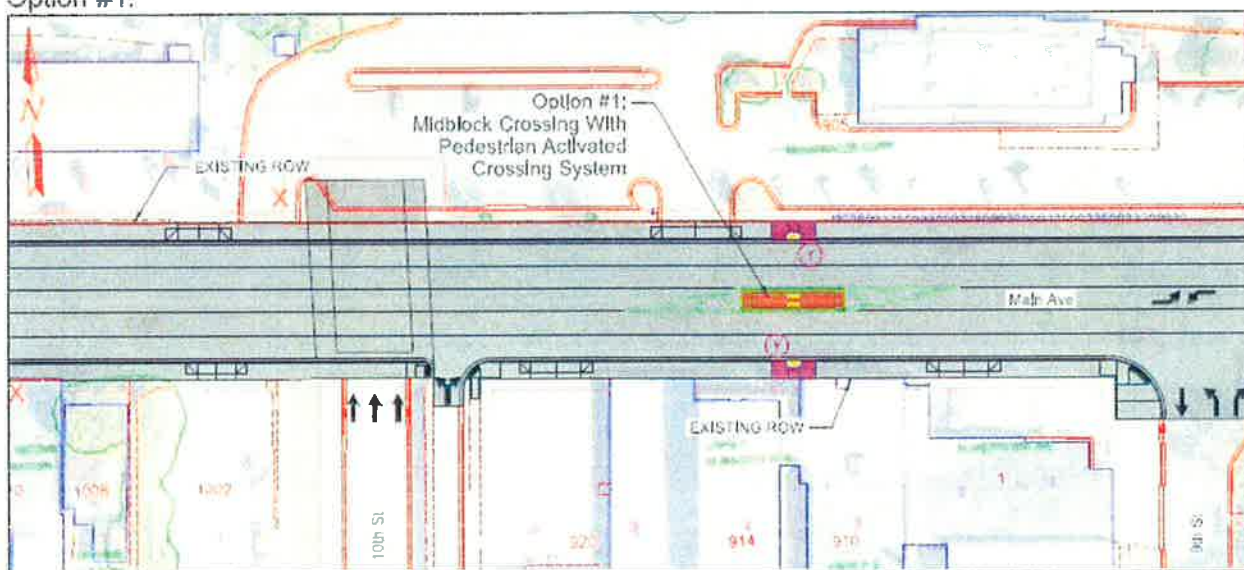 Option #1:
Option #1:
Midblock Crossing With
Pedestrian Activated
Crossing System
N
EXISTING ROW
X
Y
Main Ave
Y
X
EXISTING ROW
1008
1002
10th St
920
914
910
1
9th St